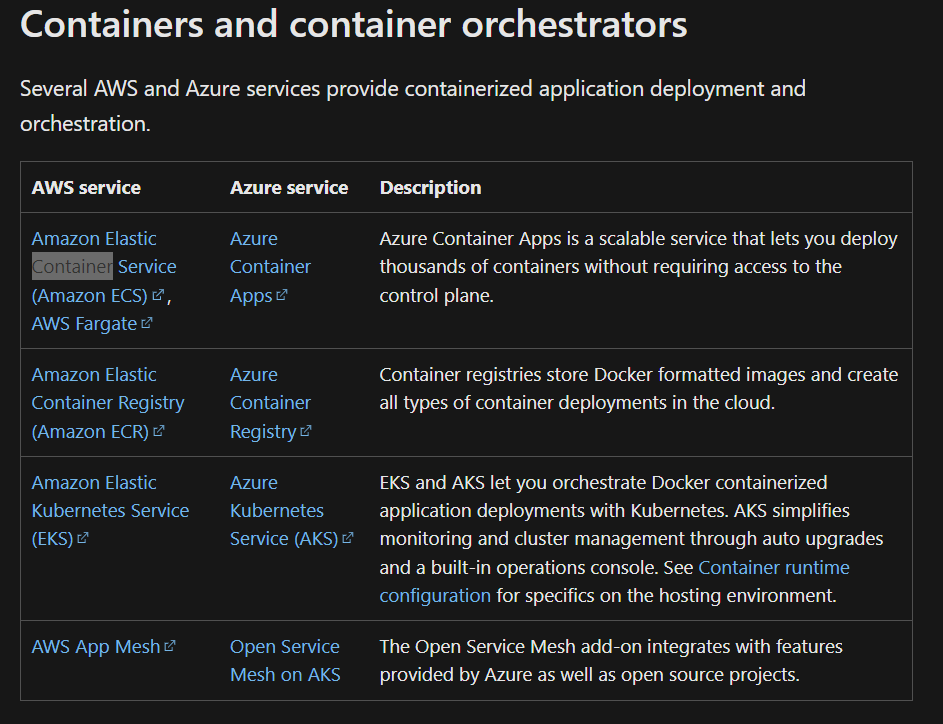 Containers and container orchestrators
Several AWS and Azure services provide containerized application deployment and
orchestration.
AWS service
Azure service
Description
Amazon Elastic
Container Service
(Amazon ECS) ,
AWS Fargate
Azure
Container
Apps
Azure Container Apps is a scalable service that lets you deploy
thousands of containers without requiring access to the
control plane.
Amazon Elastic
Container Registry
(Amazon ECR)
Azure
Container
Registry
Container registries store Docker formatted images and create
all types of container deployments in the cloud.
Amazon Elastic
Kubernetes Service
(EKS)
Azure
Kubernetes
Service (AKS)
EKS and AKS let you orchestrate Docker containerized
application deployments with Kubernetes. AKS simplifies
monitoring and cluster management through auto upgrades
and a built-in operations console. See Container runtime
configuration for specifics on the hosting environment.
AWS App Mesh
Open Service
Mesh on AKS
The Open Service Mesh add-on integrates with features
provided by Azure as well as open source projects.